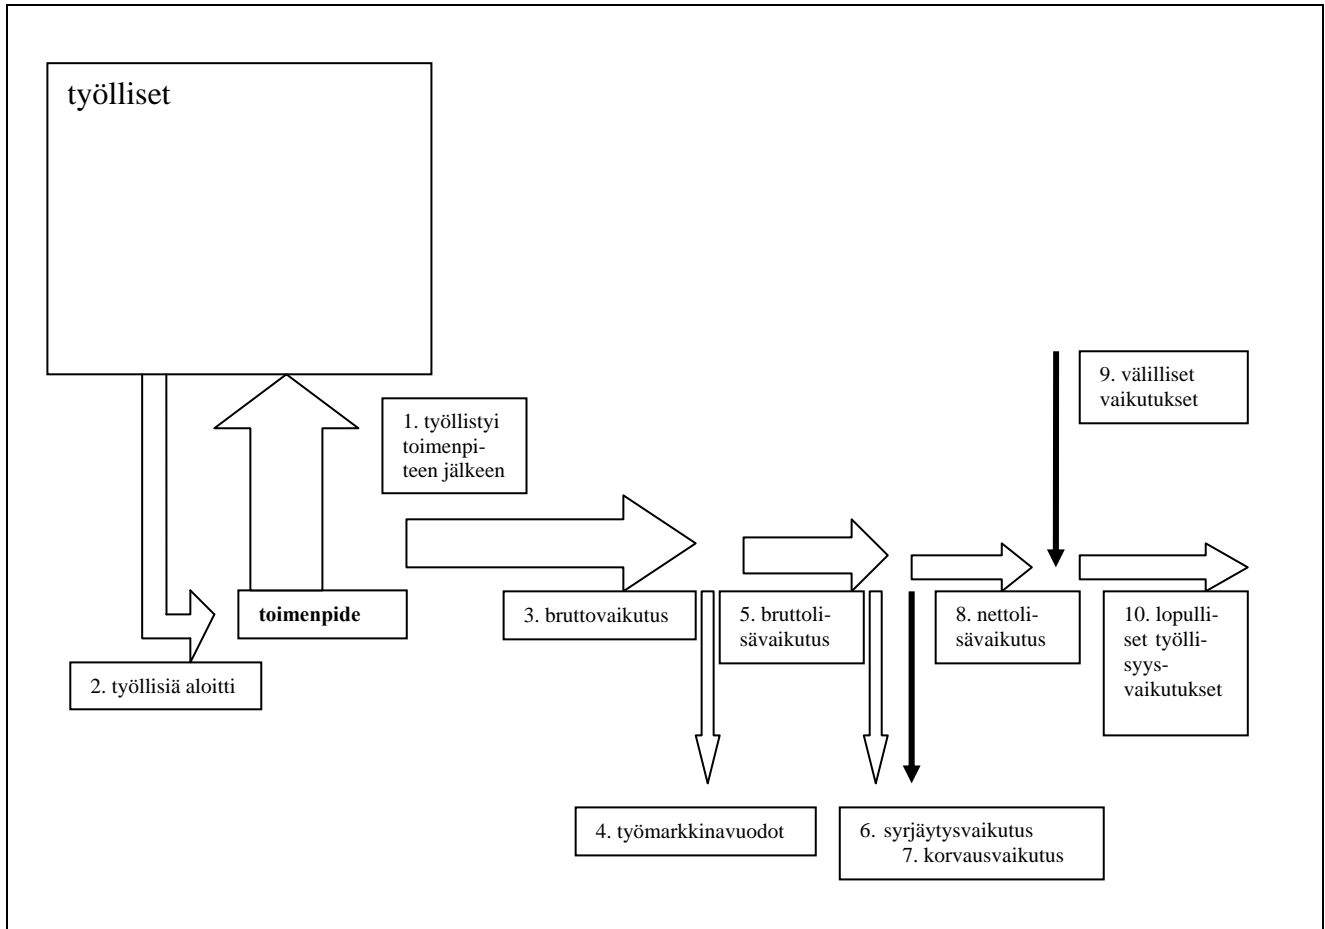 työlliset
1. työllistyi
toimenpi-
teen jälkeen
9. välilliset
vaikutukset
toimenpide
2. työllisiä aloitti
3. bruttovaikutus
5. bruttoli-
sävaikutus
8. nettoli-
sävaikutus
10. lopulli-
set työlli-
syys-
vaikutukset
4. työmarkkinavuodot
6. syrjäytysvaikutus
7. korvausvaikutus